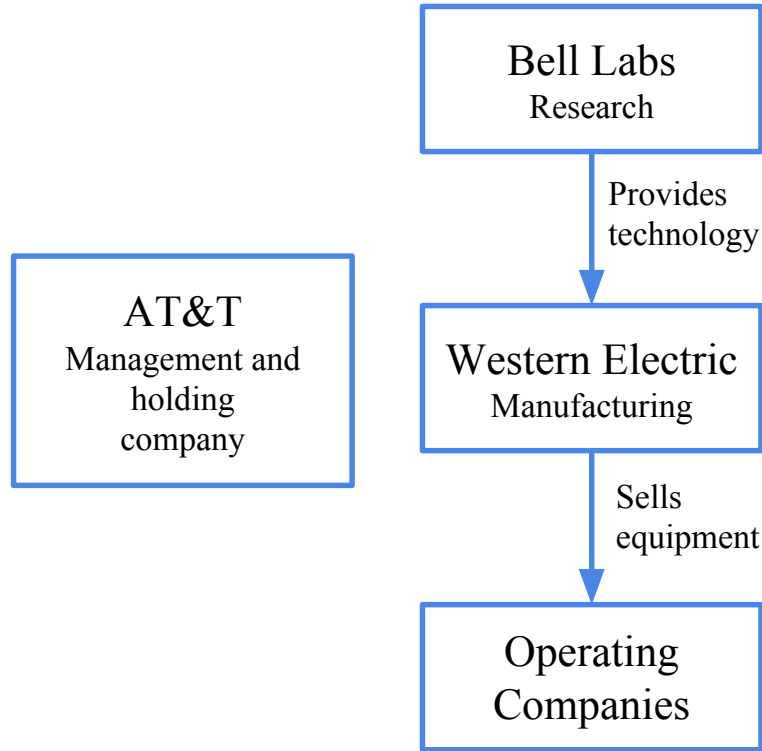 Bell Labs
Research
Provides
technology
AT&T
Management and
holding
company
Western Electric
Manufacturing
Sells
equipment
Operating
Companies